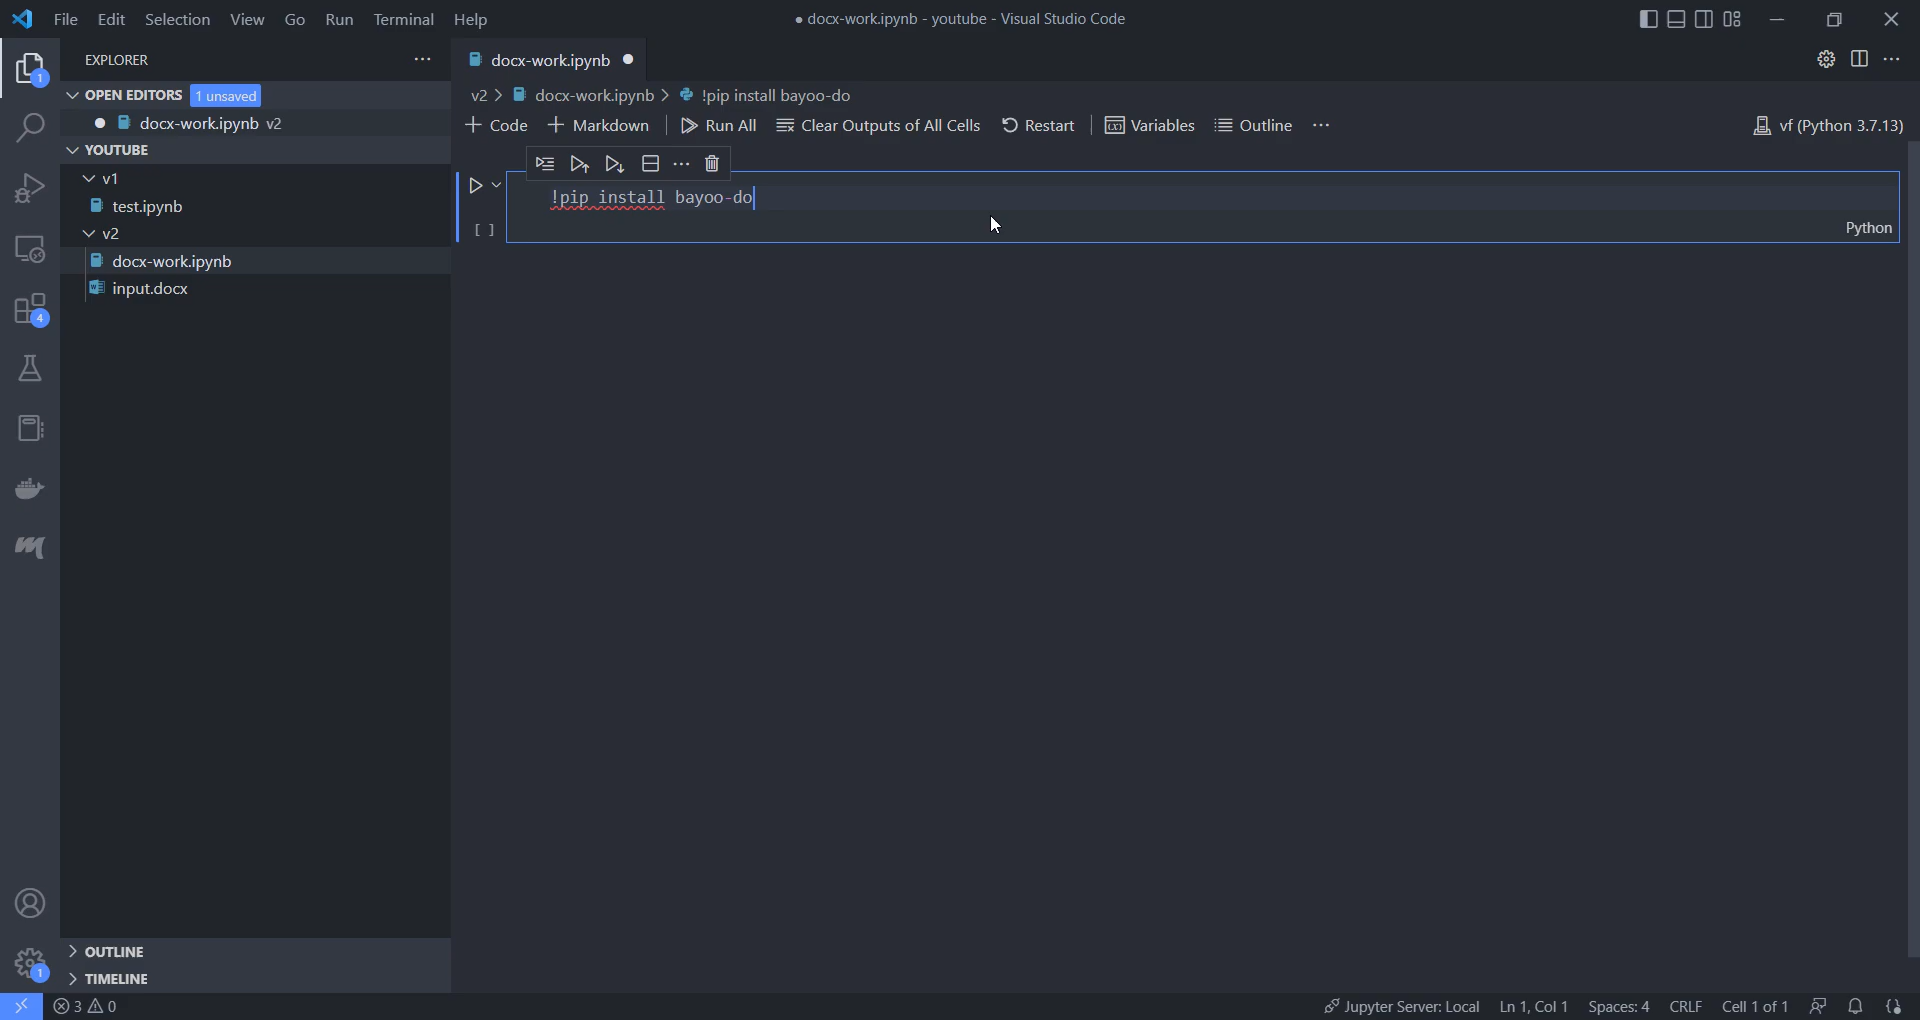 File Edit Selection View Go Run Terminal Help
● docx-work.ipynb - youtube - Visual Studio Code
EXPLORER
OPEN EDITORS 1 unsaved
docx-work.ipynb v2
YOUTUBE
v1
test.ipynb
v2
docx-work.ipynb
input.docx
OUTLINE
TIMELINE
1
4
1
docx-work.ipynb
v2 > docx-work.ipynb > !pip install bayoo-do
+ Code + Markdown Run All Clear Outputs of All Cells Restart Variables Outline ···
vf (Python 3.7.13)
!pip install bayoo-do
[ ]
Python
3 0
Jupyter Server: Local Ln 1, Col 1 Spaces: 4 CRLF Cell 1 of 1